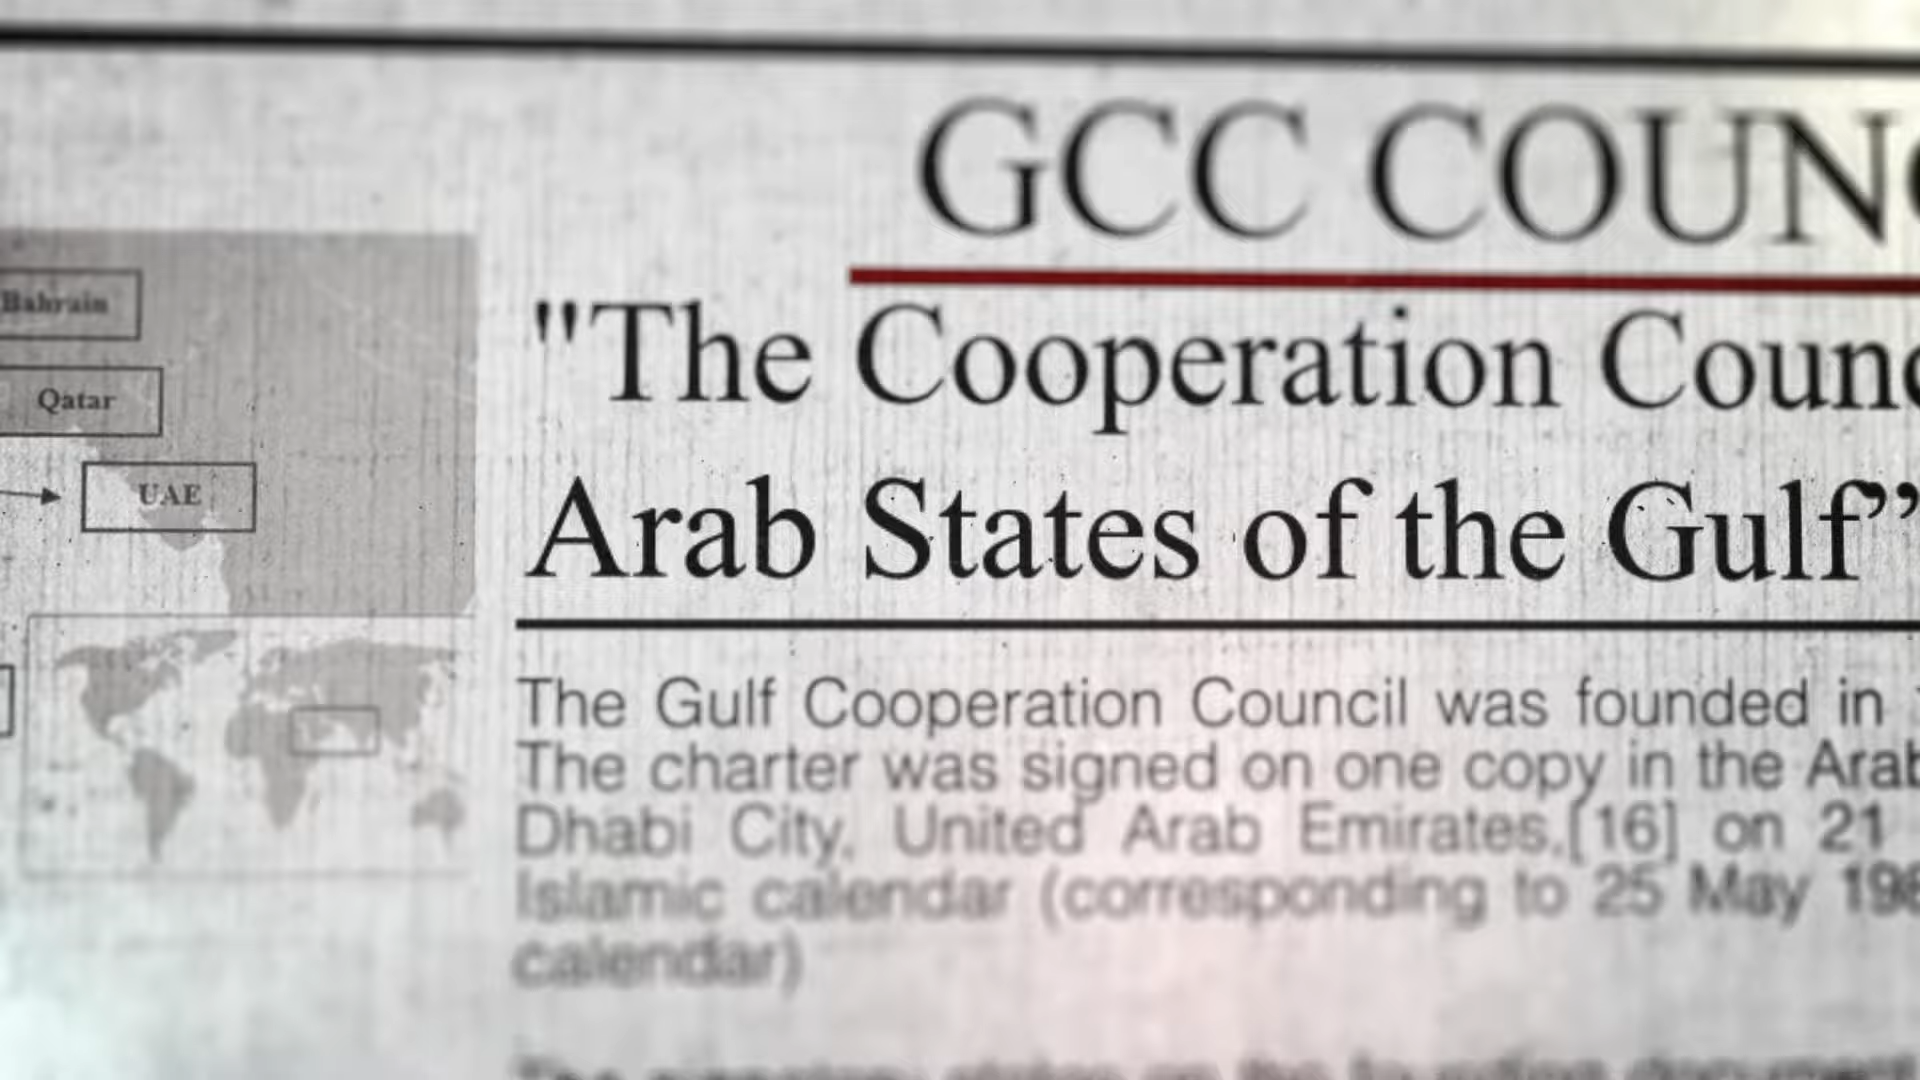 GCC COUN
Bahrain
Qatar
UAE
"The Cooperation Counc
Arab States of the Gulf”
The Gulf Cooperation Council was founded in
The charter was signed on one copy in the Arab
Dhabi City, United Arab Emirates,[16] on 21
Islamic calendar (corresponding to 25 May 198
calendar)